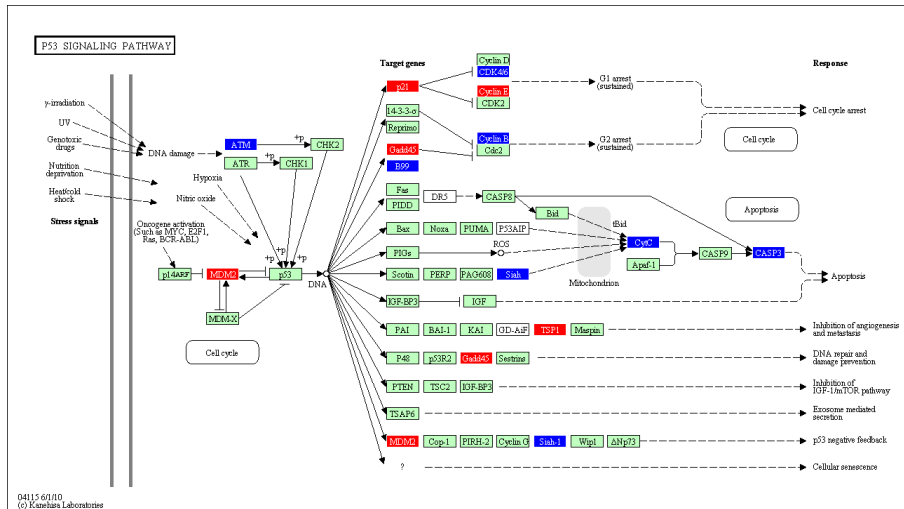 P53 SIGNALING PATHWAY
Target genes
Response
Cyclin D
CDK4/6
p21
Cyclin E
CDK2
G1 arrest
(sustained)
Cell cycle arrest
γ-irradiation
UV
Genotoxic
drugs
Nutrition
deprivation
Heat/cold
shock
Stress signals
DNA damage
ATM
+p
CHK2
ATR
+p
CHK1
14-3-3-σ
Reprimo
Gadd45
B99
Cyclin B
Cdc2
G2 arrest
(sustained)
Cell cycle
Hypoxia
Nitric oxide
Oncogene activation
(Such as MYC, E2F1,
Ras, BCR-ABL)
Fas
PIDD
DR5
CASP8
Bid
tBid
Apoptosis
Bax
Noxa
PUMA
P53AIP
CytC
CASP9
CASP3
PIGs
ROS
Apaf-1
Mitochondrion
Scotin
PERP
PAG608
Siah
Apoptosis
+p
+p
+p
p14ARF
MDM2
p53
DNA
MDM-X
IGF-BP3
IGF
Cell cycle
PAI
BAI-1
KAI
GD-AiF
TSP1
Maspin
Inhibition of angiogenesis
and metastasis
P48
p53R2
Gadd45
Sestrins
DNA repair and
damage prevention
PTEN
TSC2
IGF-BP3
Inhibition of
IGF-1/mTOR pathway
TSAP6
Exosome mediated
secretion
MDM2
Cop-1
PIRH-2
Cyclin G
Siah-1
Wip1
ΔNp73
p53 negative feedback
?
Cellular senescence
04115 6/1/10
(c) Kanehisa Laboratories